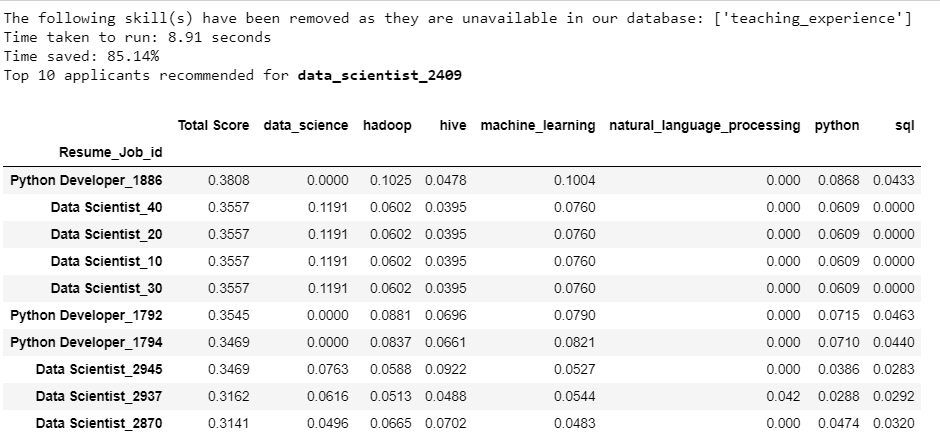 The following skill(s) have been removed as they are unavailable in our database: ['teaching_experience']
Time taken to run: 8.91 seconds
Time saved: 85.14%
Top 10 applicants recommended for data_scientist_2409
Total Score data_science hadoop hive machine_learning natural_language_processing python sql
Resume_Job_id
Python Developer_1886 0.3808 0.0000 0.1025 0.0478 0.1004 0.000 0.0868 0.0433
Data Scientist_40 0.3557 0.1191 0.0602 0.0395 0.0760 0.000 0.0609 0.0000
Data Scientist_20 0.3557 0.1191 0.0602 0.0395 0.0760 0.000 0.0609 0.0000
Data Scientist_10 0.3557 0.1191 0.0602 0.0395 0.0760 0.000 0.0609 0.0000
Data Scientist_30 0.3557 0.1191 0.0602 0.0395 0.0760 0.000 0.0609 0.0000
Python Developer_1792 0.3545 0.0000 0.0881 0.0696 0.0790 0.000 0.0715 0.0463
Python Developer_1794 0.3469 0.0000 0.0837 0.0661 0.0821 0.000 0.0710 0.0440
Data Scientist_2945 0.3469 0.0763 0.0588 0.0922 0.0527 0.000 0.0386 0.0283
Data Scientist_2937 0.3162 0.0616 0.0513 0.0488 0.0544 0.042 0.0288 0.0292
Data Scientist_2870 0.3141 0.0496 0.0665 0.0702 0.0483 0.000 0.0474 0.0320